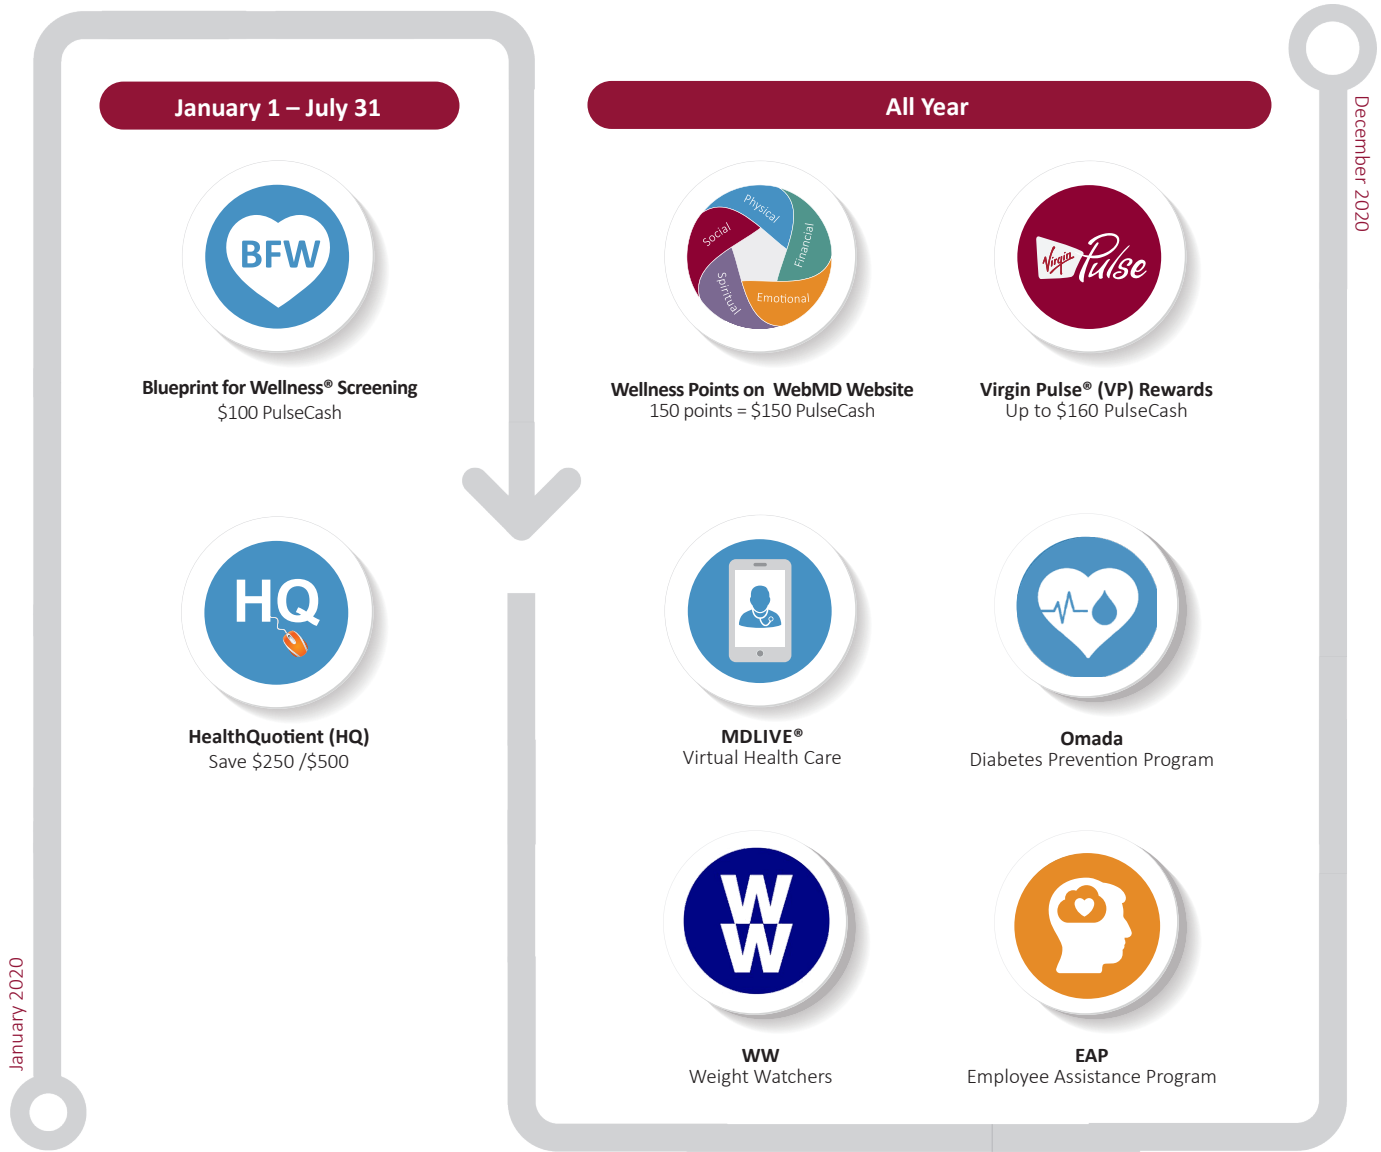 January 1 – July 31
BFW
Blueprint for Wellness® Screening
$100 PulseCash
HQ
HealthQuotient (HQ)
Save $250 /$500
January 2020
All Year
Physical
Financial
Emotional
Spiritual
Social
Wellness Points on WebMD Website
150 points = $150 PulseCash
Virgin Pulse
Virgin Pulse® (VP) Rewards
Up to $160 PulseCash
MDLIVE®
Virtual Health Care
Omada
Diabetes Prevention Program
W
W
WW
Weight Watchers
EAP
Employee Assistance Program
December 2020